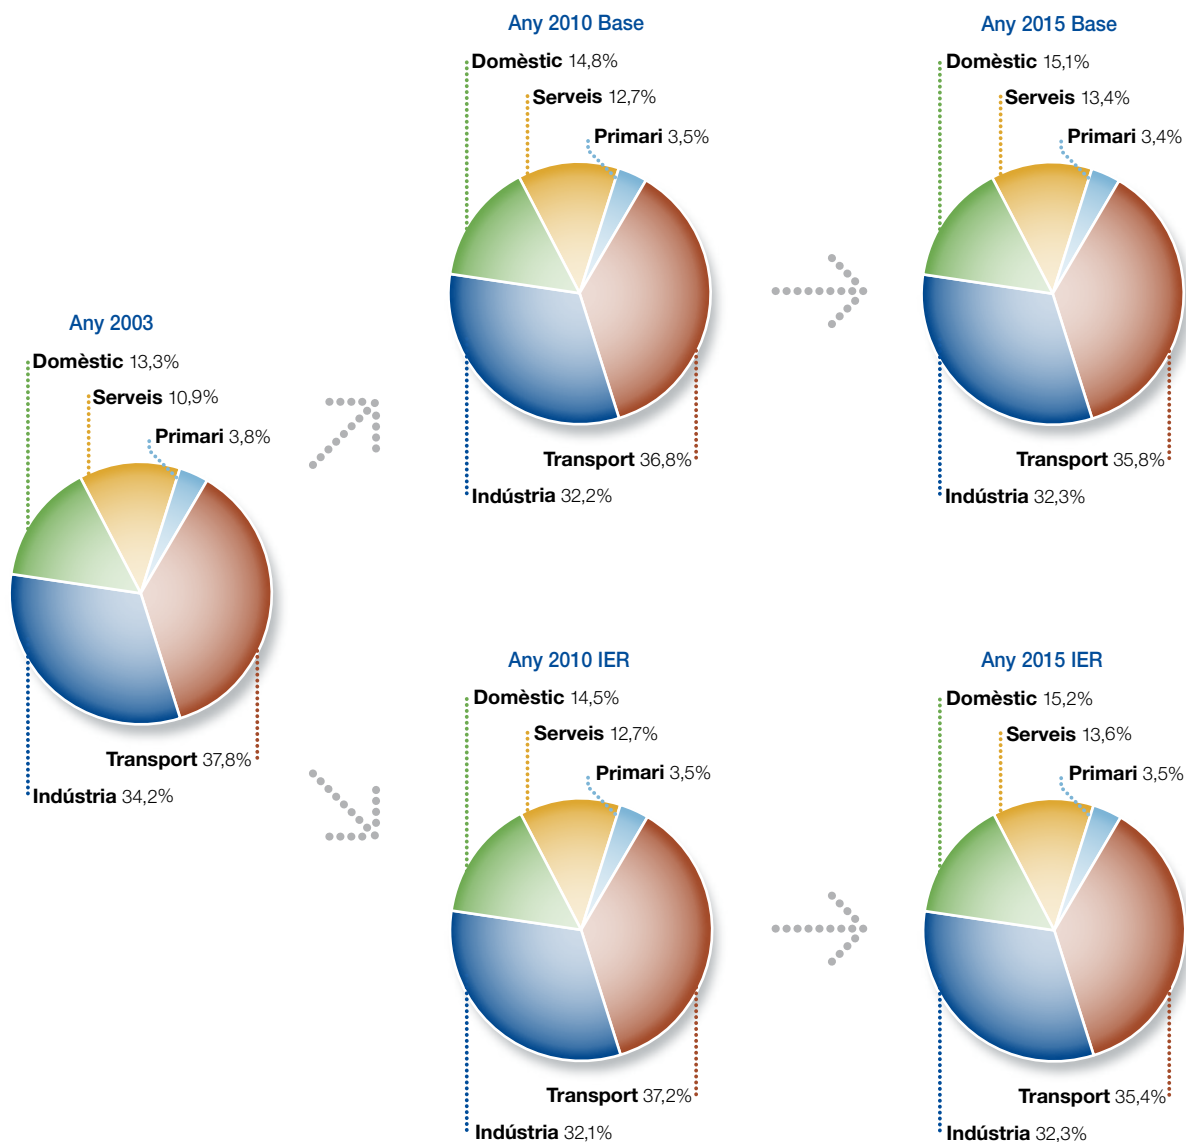 Any 2003
Domèstic 13,3%
Serveis 10,9%
Primari 3,8%
Transport 37,8%
Indústria 34,2%
Any 2010 Base
Domèstic 14,8%
Serveis 12,7%
Primari 3,5%
Transport 36,8%
Indústria 32,2%
Any 2015 Base
Domèstic 15,1%
Serveis 13,4%
Primari 3,4%
Transport 35,8%
Indústria 32,3%
Any 2010 IER
Domèstic 14,5%
Serveis 12,7%
Primari 3,5%
Transport 37,2%
Indústria 32,1%
Any 2015 IER
Domèstic 15,2%
Serveis 13,6%
Primari 3,5%
Transport 35,4%
Indústria 32,3%